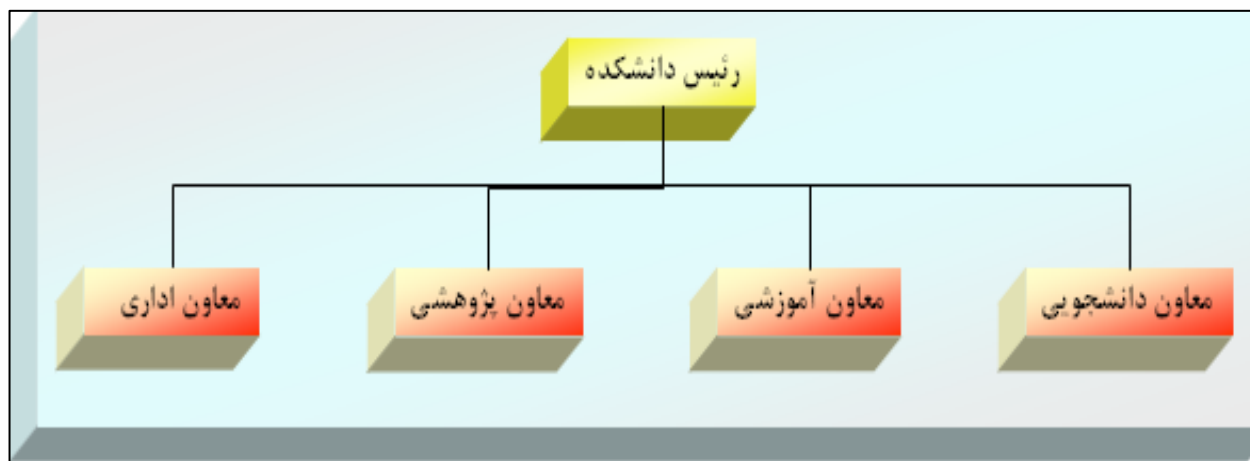 رئیس دانشکده
معاون دانشجویی
معاون آموزشی
معاون پژوهشی
معاون اداری